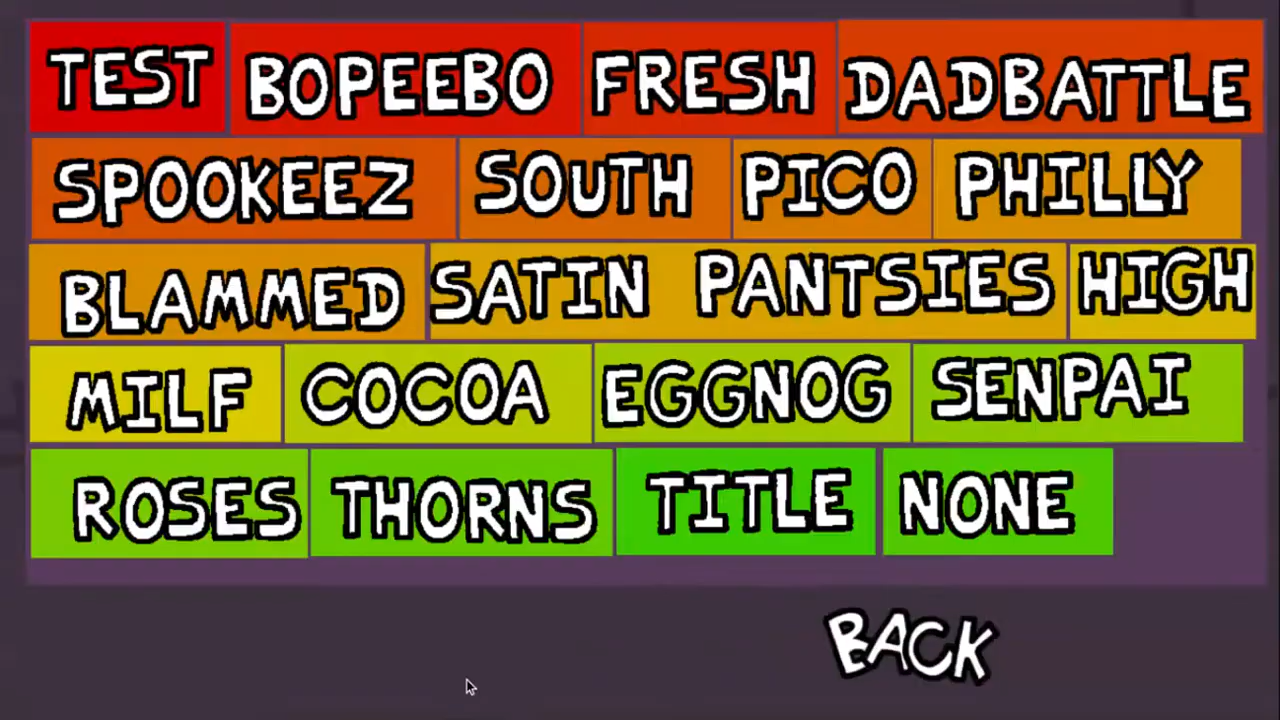 TEST BOPEEBO FRESH DADBATTLE
SPOOKEEZ SOUTH PICO PHILLY
BLAMMED SATIN PANTSIES HIGH
MILF COCOA EGGNOG SENPAI
ROSES THORNS TITLE NONE
BACK